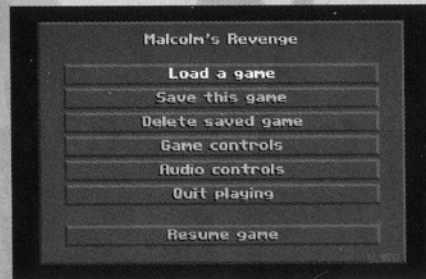 Malcolm's Revenge
Load a game
Save this game
Delete saved game
Game controls
Audio controls
Quit playing
Resume game